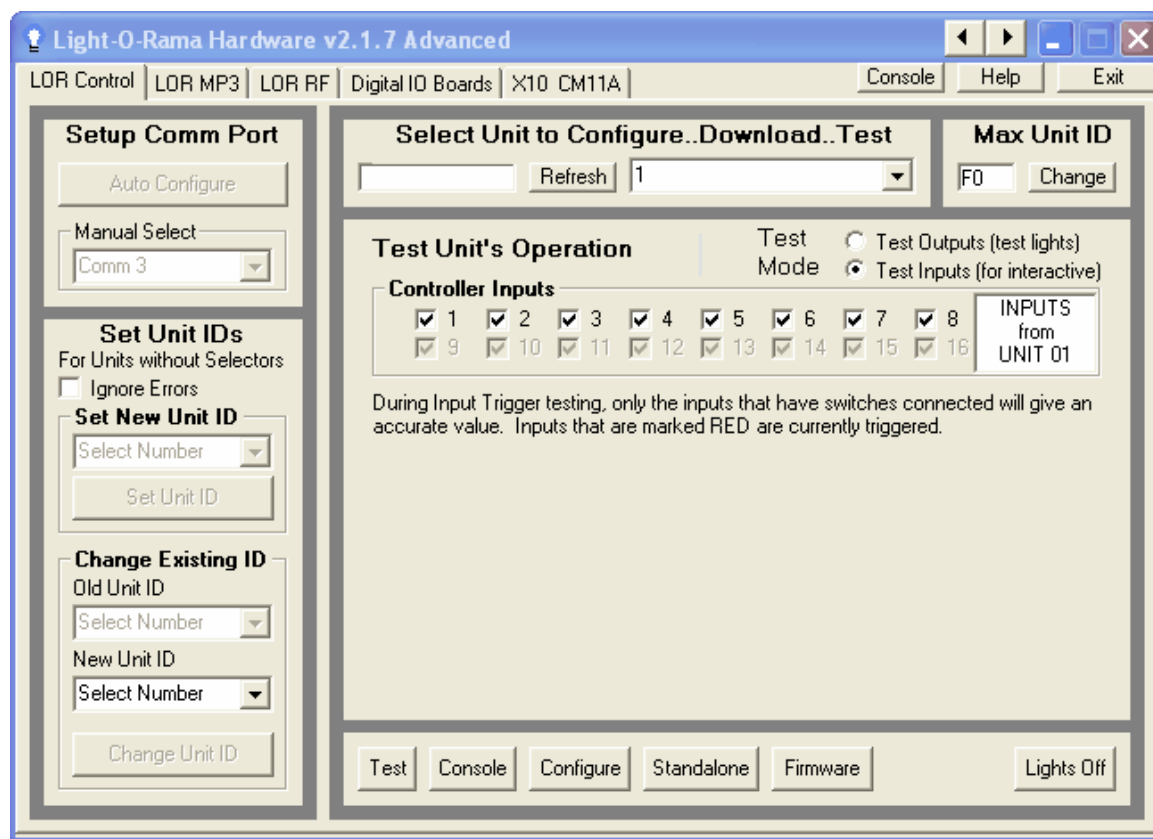 Light-O-Rama Hardware v2.1.7 Advanced
LOR Control LOR MP3 LOR RF Digital IO Boards X10 CM11A Console Help Exit
Setup Comm Port
Auto Configure
Manual Select
Comm 3
Set Unit IDs
For Units without Selectors
Ignore Errors
Set New Unit ID
Select Number
Set Unit ID
Change Existing ID
Old Unit ID
Select Number
New Unit ID
Select Number
Change Unit ID
Select Unit to Configure..Download..Test
Refresh 1
Max Unit ID
F0 Change
Test Unit's Operation
Test Mode
Test Outputs (test lights)
Test Inputs (for interactive)
Controller Inputs
1 2 3 4 5 6 7 8
9 10 11 12 13 14 15 16
INPUTS
from
UNIT 01
During Input Trigger testing, only the inputs that have switches connected will give an
accurate value. Inputs that are marked RED are currently triggered.
Test Console Configure Standalone Firmware Lights Off